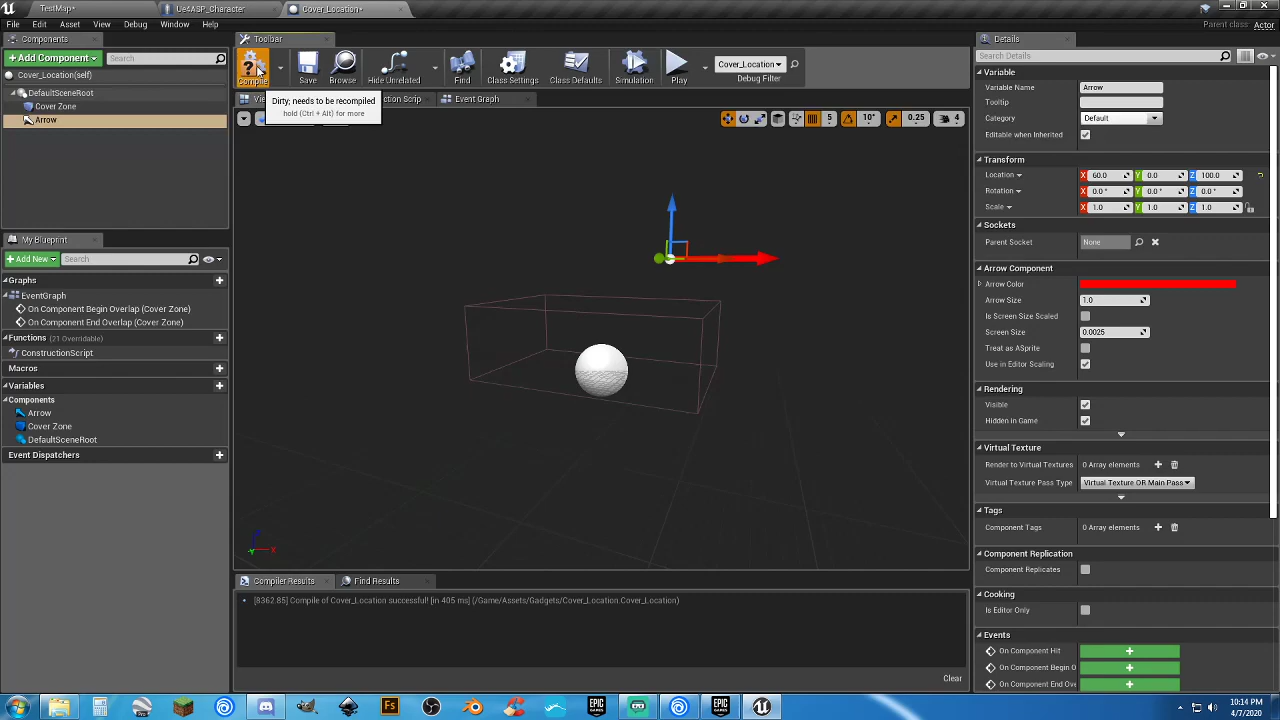 TestMap*
Ue4ASP_Character
Cover_Location*
File Edit Asset View Debug Window Help
Parent class: Actor
Components
Toolbar
Details
+ Add Component
Search
Cover_Location(self)
DefaultSceneRoot
Cover Zone
Arrow
Compile
Save
Browse
Hide Unrelated
Find
Class Settings
Class Defaults
Simulation
Play
Cover_Location
Debug Filter
Event Graph
Dirty; needs to be recompiled
hold (Ctrl + Alt) for more
5
10°
0.25
4
My Blueprint
+ Add New
Search
Graphs
EventGraph
On Component Begin Overlap (Cover Zone)
On Component End Overlap (Cover Zone)
Functions (21 Overridable)
ConstructionScript
Macros
Variables
Components
Arrow
Cover Zone
DefaultSceneRoot
Event Dispatchers
Compiler Results
Find Results
[8362.85] Compile of Cover_Location successful! [in 405 ms] (/Game/Assets/Gadgets/Cover_Location.Cover_Location)
Clear
Search Details
Variable
Variable Name Arrow
Tooltip
Category Default
Editable when Inherited
Transform
Location X 60.0 Y 0.0 Z 100.0
Rotation X 0.0 ° Y 0.0 ° Z 0.0 °
Scale X 1.0 Y 1.0 Z 1.0
Sockets
Parent Socket None
Arrow Component
Arrow Color
Arrow Size 1.0
Is Screen Size Scaled
Screen Size 0.0025
Treat as ASprite
Use in Editor Scaling
Rendering
Visible
Hidden in Game
Virtual Texture
Render to Virtual Textures 0 Array elements
Virtual Texture Pass Type Virtual Texture OR Main Pass
Tags
Component Tags 0 Array elements
Component Replication
Component Replicates
Cooking
Is Editor Only
Events
On Component Hit
On Component Begin O
On Component End Ove
10:14 PM
4/7/2020